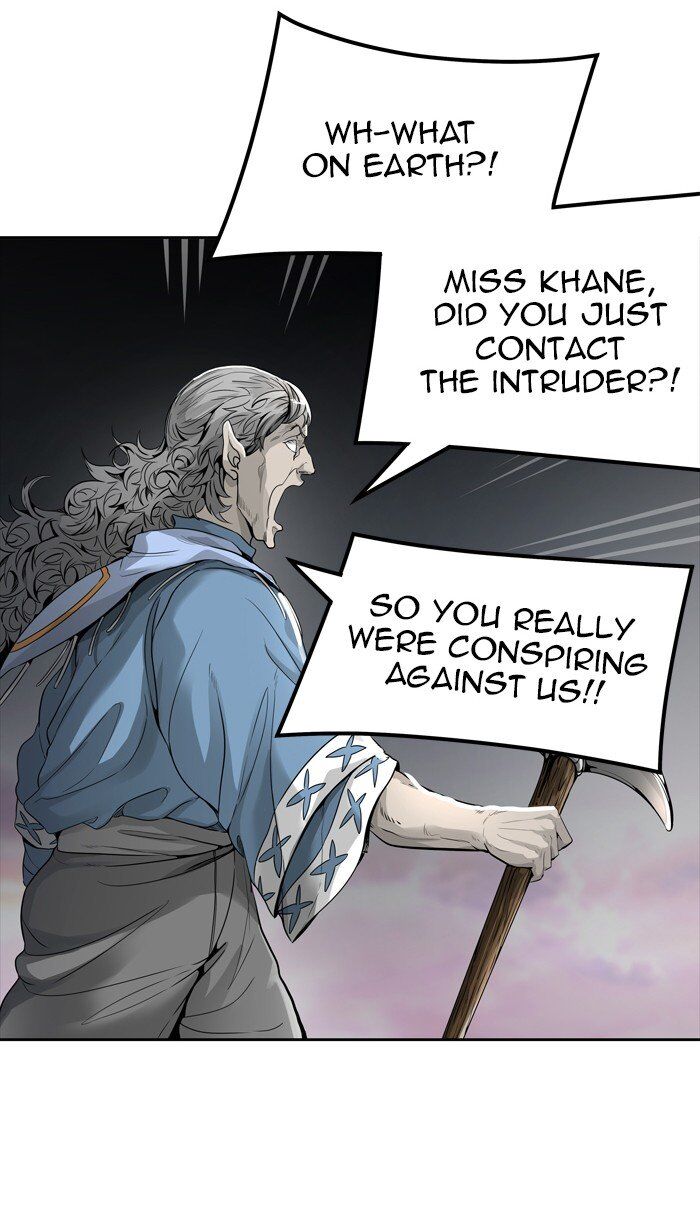 WH-WHAT
ON EARTH?!
MISS KHANE,
DID YOU JUST
CONTACT
THE INTRUDER?!
SO YOU REALLY
WERE CONSPIRING
AGAINST US!!